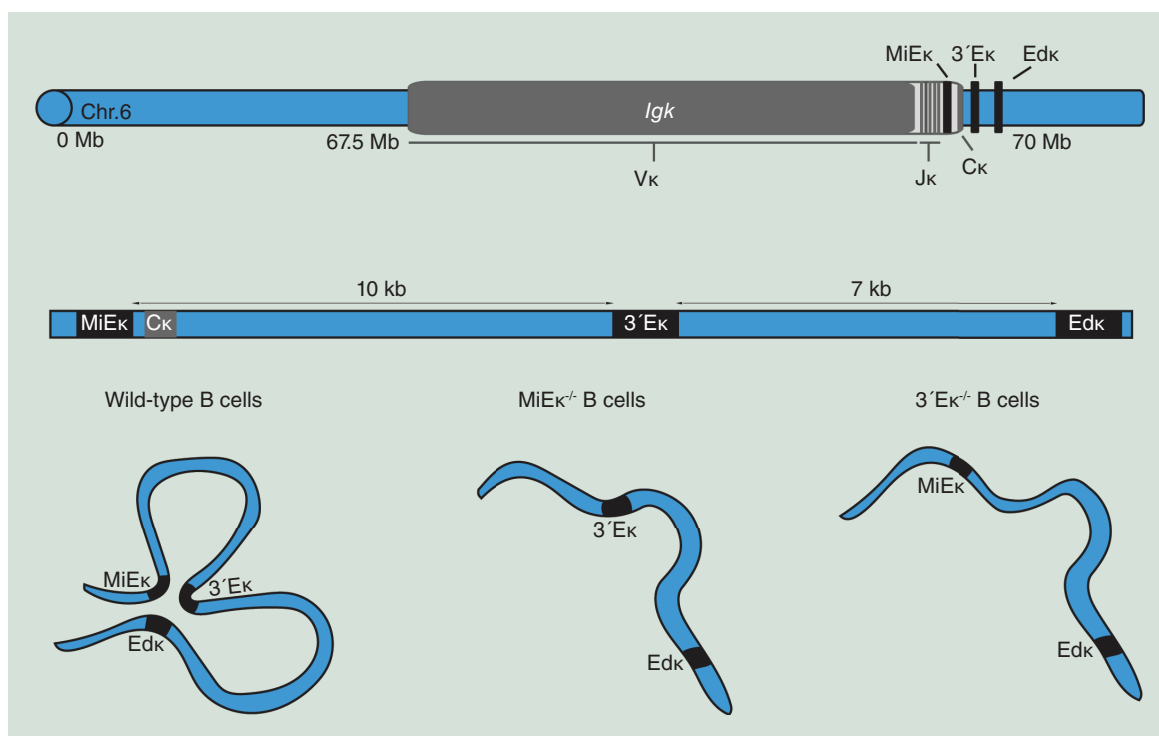 MiEκ 3´Eκ Edκ
Chr.6
Igk
0 Mb
67.5 Mb
70 Mb
Vκ
Jκ
Cκ
10 kb
7 kb
MiEκ Cκ 3´Eκ Edκ
Wild-type B cells
MiEκ-/- B cells
3´Eκ-/- B cells
MiEκ
3´Eκ
Edκ
3´Eκ
Edκ
MiEκ
Edκ